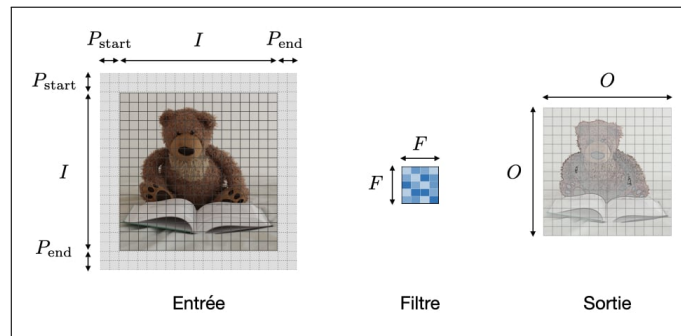 P_start I P_end
P_start
I
P_end
F
F
O
O
Entrée Filtre Sortie